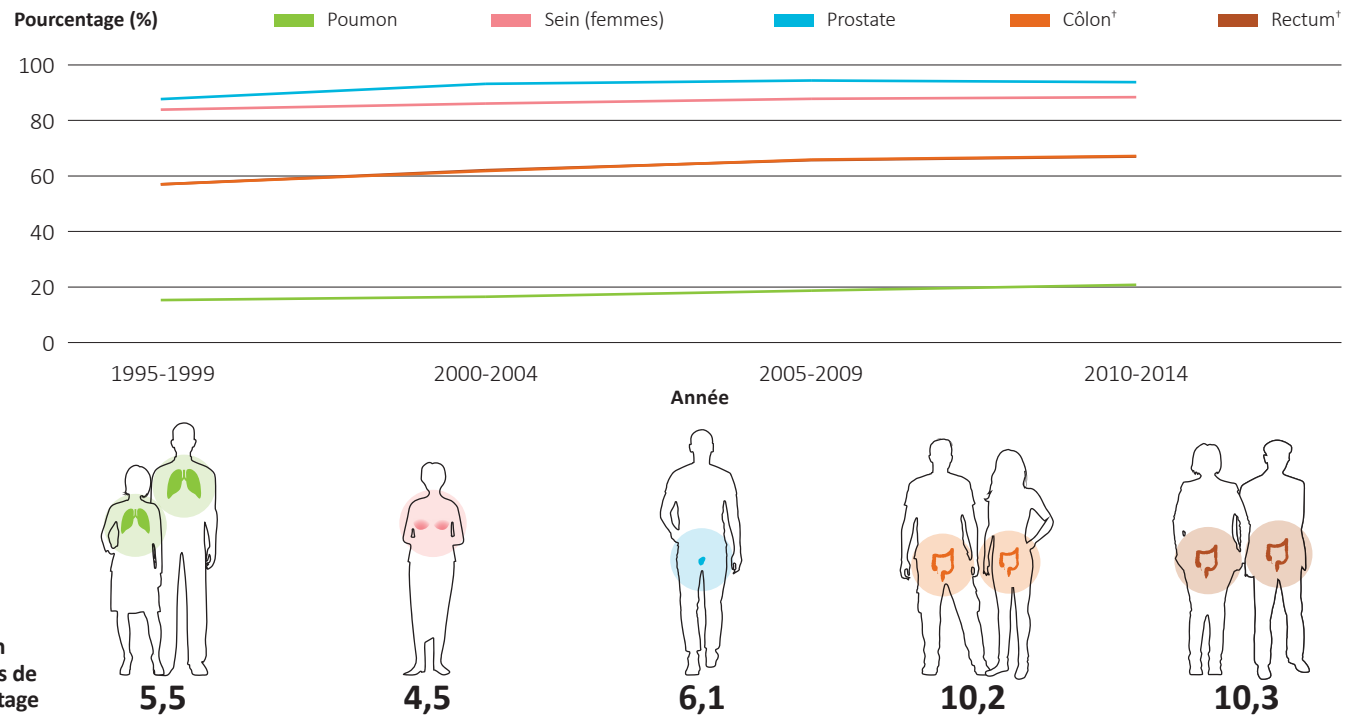 Pourcentage (%) Poumon Sein (femmes) Prostate Côlon† Rectum†
100
80
60
40
20
0
1995-1999 2000-2004 2005-2009 2010-2014
Année
de
5,5 4,5 6,1 10,2 10,3